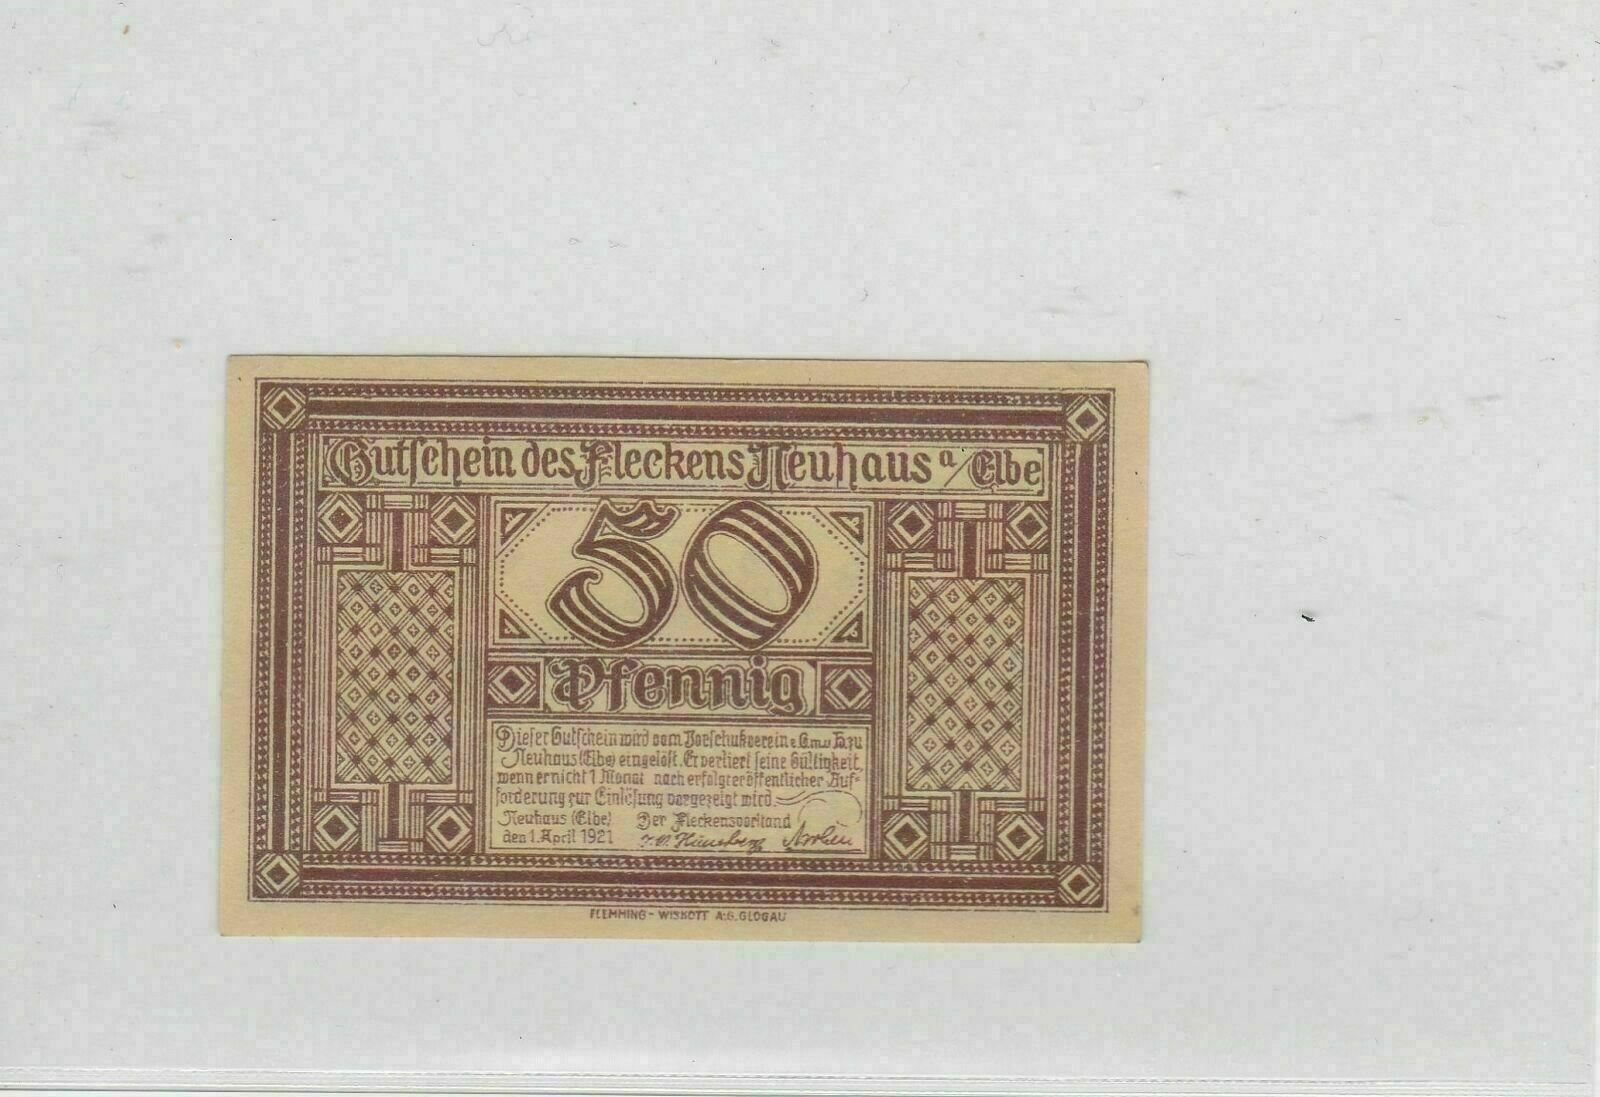 Gutschein des Fleckens Neuhaus a/Elbe
50
Pfennig
Dieser Gutschein wird vom Vorschußverein e.G.m.u.H. zu
Neuhaus (Elbe) eingelöst. Er verliert seine Gültigkeit,
wenn er nicht 1 Monat nach erfolgter öffentlicher Auf-
forderung zur Einlösung vorgezeigt wird.
Neuhaus (Elbe) Der Fleckensvorstand
den 1. April 1921
FLEMMING - WISKOTT A.G. GLOGAU